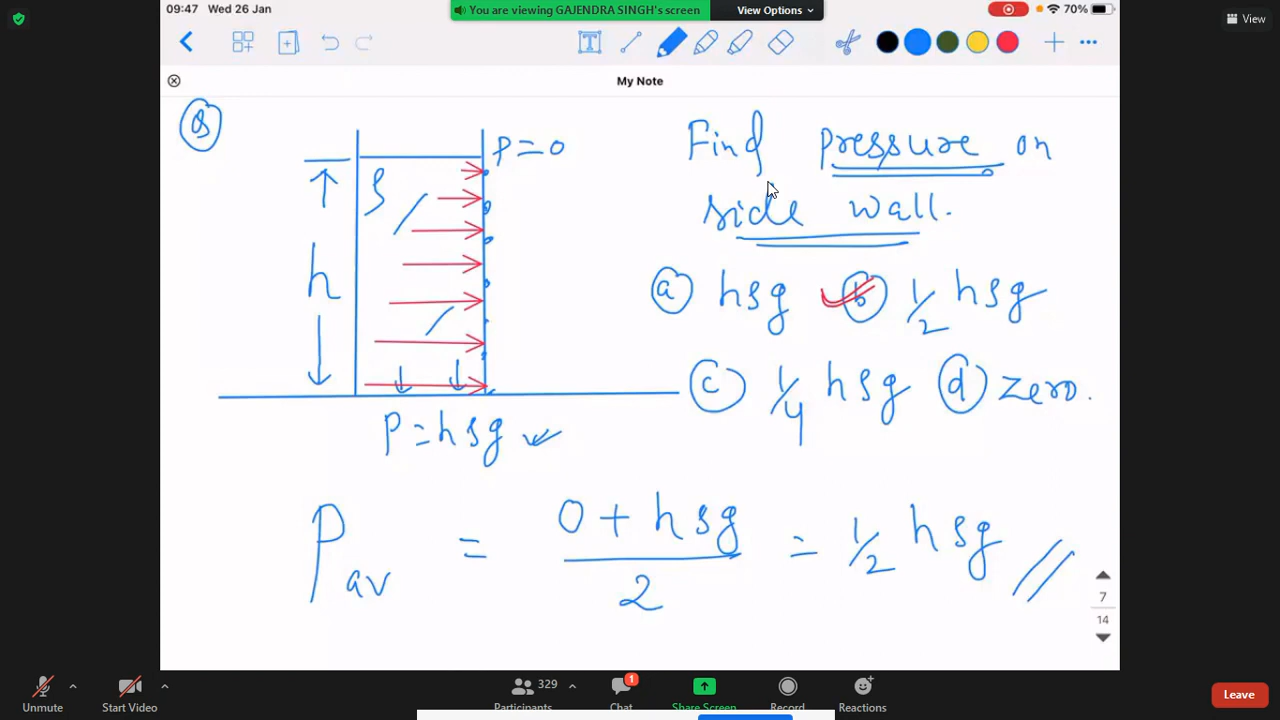 09:47 Wed 26 Jan
You are viewing GAJENDRA SINGH's screen
View Options
70%
View
My Note
Q
P=0
Find pressure on
side wall.
ρ
h
(a) hρg (b) 1/2 hρg
(c) 1/4 hρg (d) zero.
P=hρg
P av = 0 + hρg / 2 = 1/2 hρg //
7
14
Unmute
Start Video
329
Participants
1
Chat
Share Screen
Record
Reactions
Leave